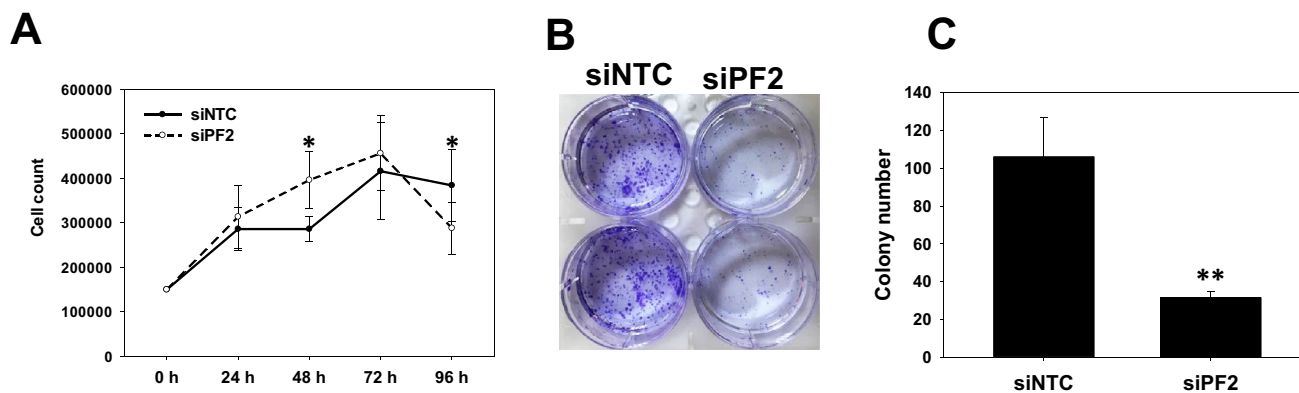 A
Cell count
600000
500000
400000
300000
200000
100000
0
siNTC
siPF2
*
*
0 h 24 h 48 h 72 h 96 h
B
siNTC siPF2
C
Colony number
140
120
100
80
60
40
20
0
**
siNTC siPF2